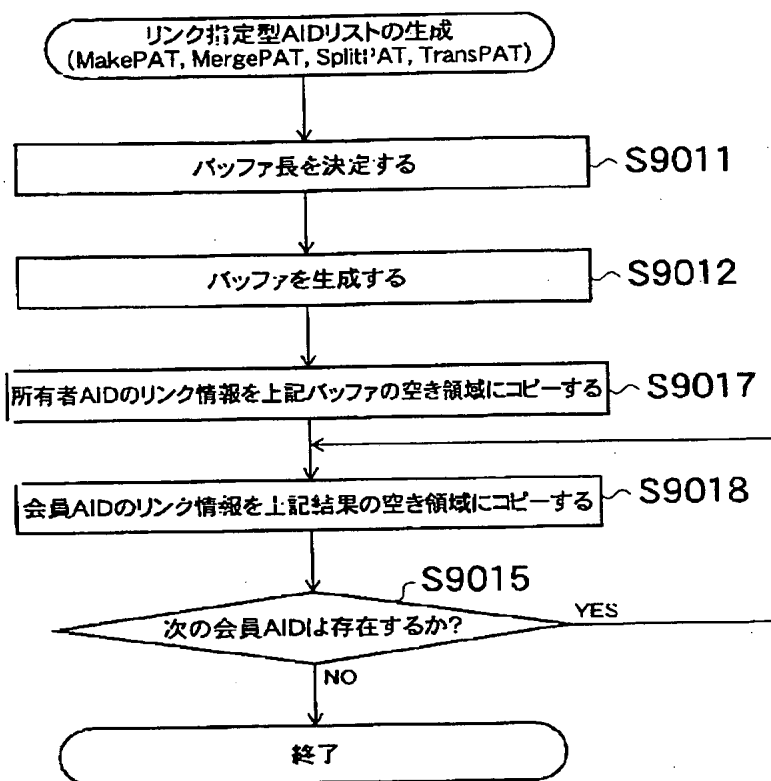 リンク指定型AIDリストの生成
(MakePAT, MergePAT, SplitPAT, TransPAT)
バッファ長を決定する
S9011
バッファを生成する
S9012
所有者AIDのリンク情報を上記バッファの空き領域にコピーする
S9017
会員AIDのリンク情報を上記結果の空き領域にコピーする
S9018
S9015
次の会員AIDは存在するか?
YES
NO
終了